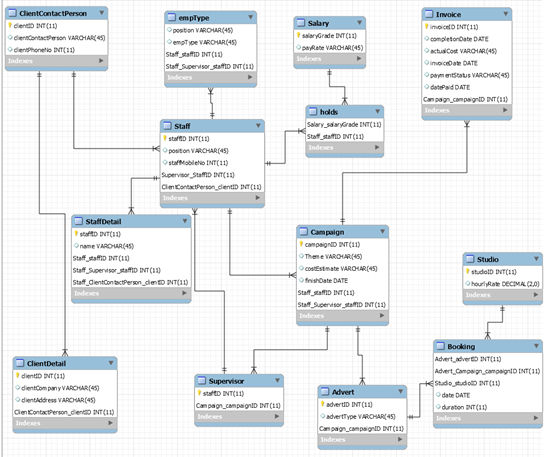 ClientContactPerson
clientID INT(11)
clientContactPerson VARCHAR(45)
clientPhoneNo INT(11)
Indexes
empType
position VARCHAR(45)
empType VARCHAR(45)
Staff_staffID INT(11)
Staff_Supervisor_staffID INT(11)
Indexes
Salary
salaryGrade INT(11)
payRate VARCHAR(45)
Indexes
Invoice
invoiceID INT(11)
completionDate DATE
actualCost VARCHAR(45)
invoiceDate DATE
paymentStatus VARCHAR(45)
datePaid DATE
Campaign_campaignID INT(11)
Indexes
holds
Salary_salaryGrade INT(11)
Staff_staffID INT(11)
Indexes
Staff
staffID INT(11)
position VARCHAR(45)
staffMobileNo INT(11)
Supervisor_StaffID INT(11)
ClientContactPerson_clientID INT(11)
Indexes
StaffDetail
staffID INT(11)
name VARCHAR(45)
Staff_staffID INT(11)
Staff_Supervisor_staffID INT(11)
Staff_ClientContactPerson_clientID INT(11)
Indexes
Campaign
campaignID INT(11)
Theme VARCHAR(45)
costEstimate VARCHAR(45)
finishDate DATE
Staff_staffID INT(11)
Staff_Supervisor_staffID INT(11)
Indexes
Studio
studioID INT(11)
hourlyRate DECIMAL(2,0)
Indexes
ClientDetail
clientID INT(11)
clientCompany VARCHAR(45)
clientAddress VARCHAR(45)
ClientContactPerson_clientID INT(11)
Indexes
Supervisor
staffID INT(11)
Campaign_campaignID INT(11)
Indexes
Advert
advertID INT(11)
advertType VARCHAR(45)
Campaign_campaignID INT(11)
Indexes
Booking
Advert_advertID INT(11)
Advert_Campaign_campaignID INT(11)
Studio_studioID INT(11)
date DATE
duration INT(11)
Indexes